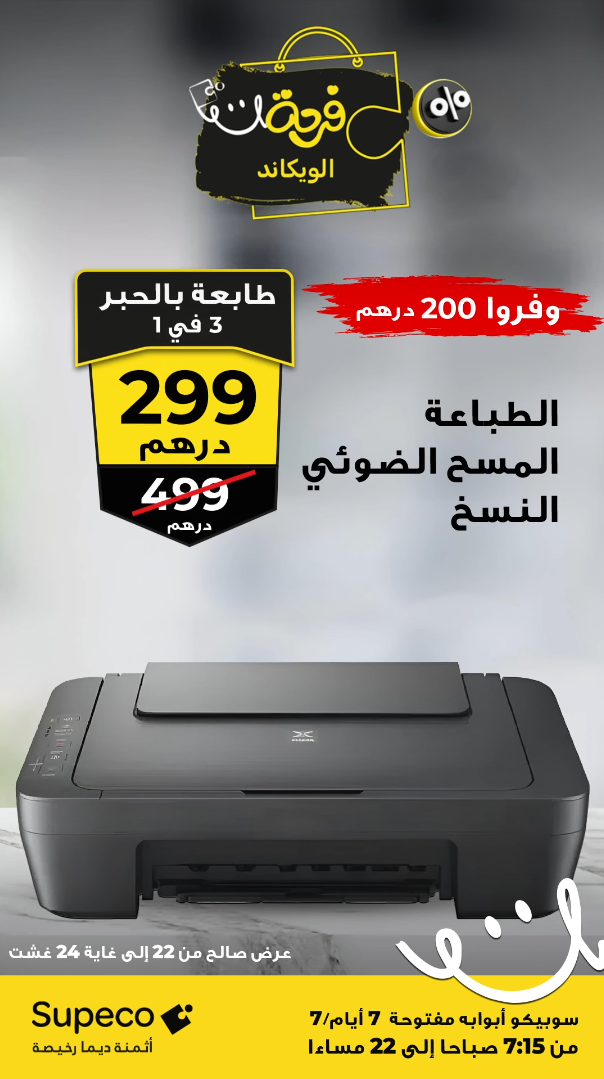 %
فرحة
الويكاند
طابعة بالحبر
3 في 1
299
درهم
499
درهم
وفروا 200 درهم
الطباعة
المسح الضوئي
النسخ
عرض صالح من 22 إلى غاية 24 غشت
Supeco
أثمنة ديما رخيصة
سوبيكو أبوابه مفتوحة 7 أيام/7
من 7:15 صباحا إلى 22 مساءا